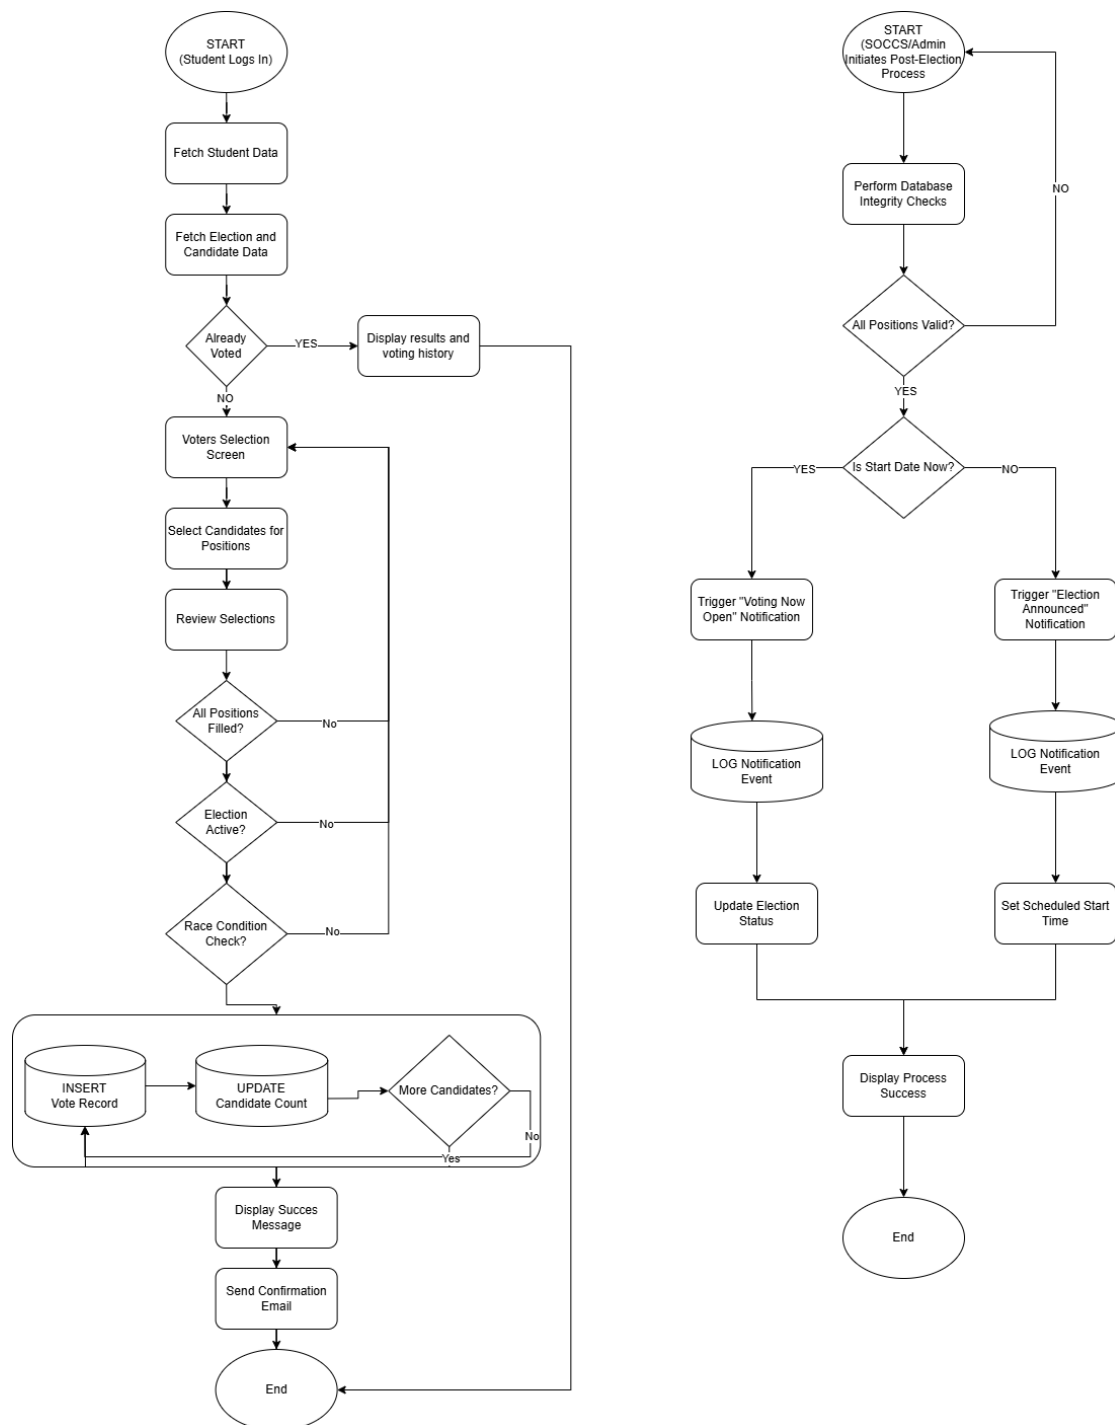 START
(Student Logs In)
Fetch Student Data
Fetch Election and
Candidate Data
Already
Voted
YES
Display results and
voting history
NO
Voters Selection
Screen
Select Candidates for
Positions
Review Selections
All Positions
Filled?
No
Election
Active?
No
Race Condition
Check?
No
INSERT
Vote Record
UPDATE
Candidate Count
More Candidates?
No
Yes
Display Succes
Message
Send Confirmation
Email
End
START
(SOCCS/Admin
Initiates Post-Election
Process
Perform Database
Integrity Checks
NO
All Positions Valid?
YES
Is Start Date Now?
YES
NO
Trigger "Voting Now
Open" Notification
Trigger "Election
Announced"
Notification
LOG Notification
Event
LOG Notification
Event
Update Election
Status
Set Scheduled Start
Time
Display Process
Success
End